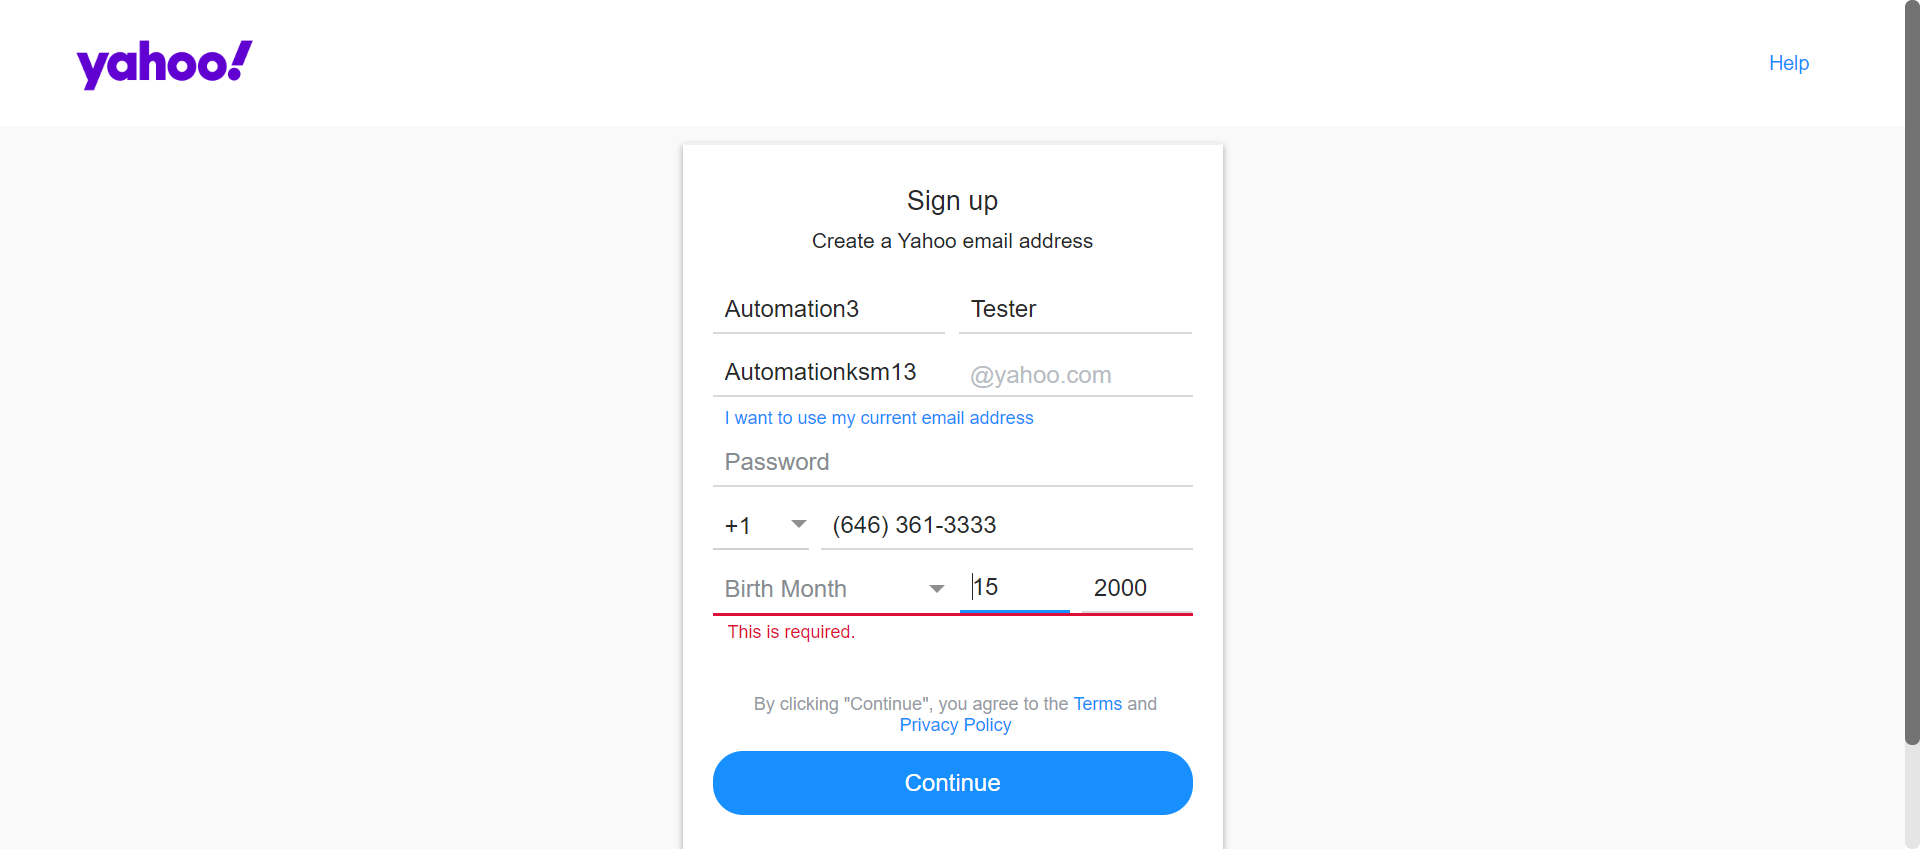 yahoo!
Help
Sign up
Create a Yahoo email address
Automation3 Tester
Automationksm13 @yahoo.com
I want to use my current email address
Password
+1 (646) 361-3333
Birth Month 15 2000
This is required.
By clicking "Continue", you agree to the Terms and
Privacy Policy
Continue